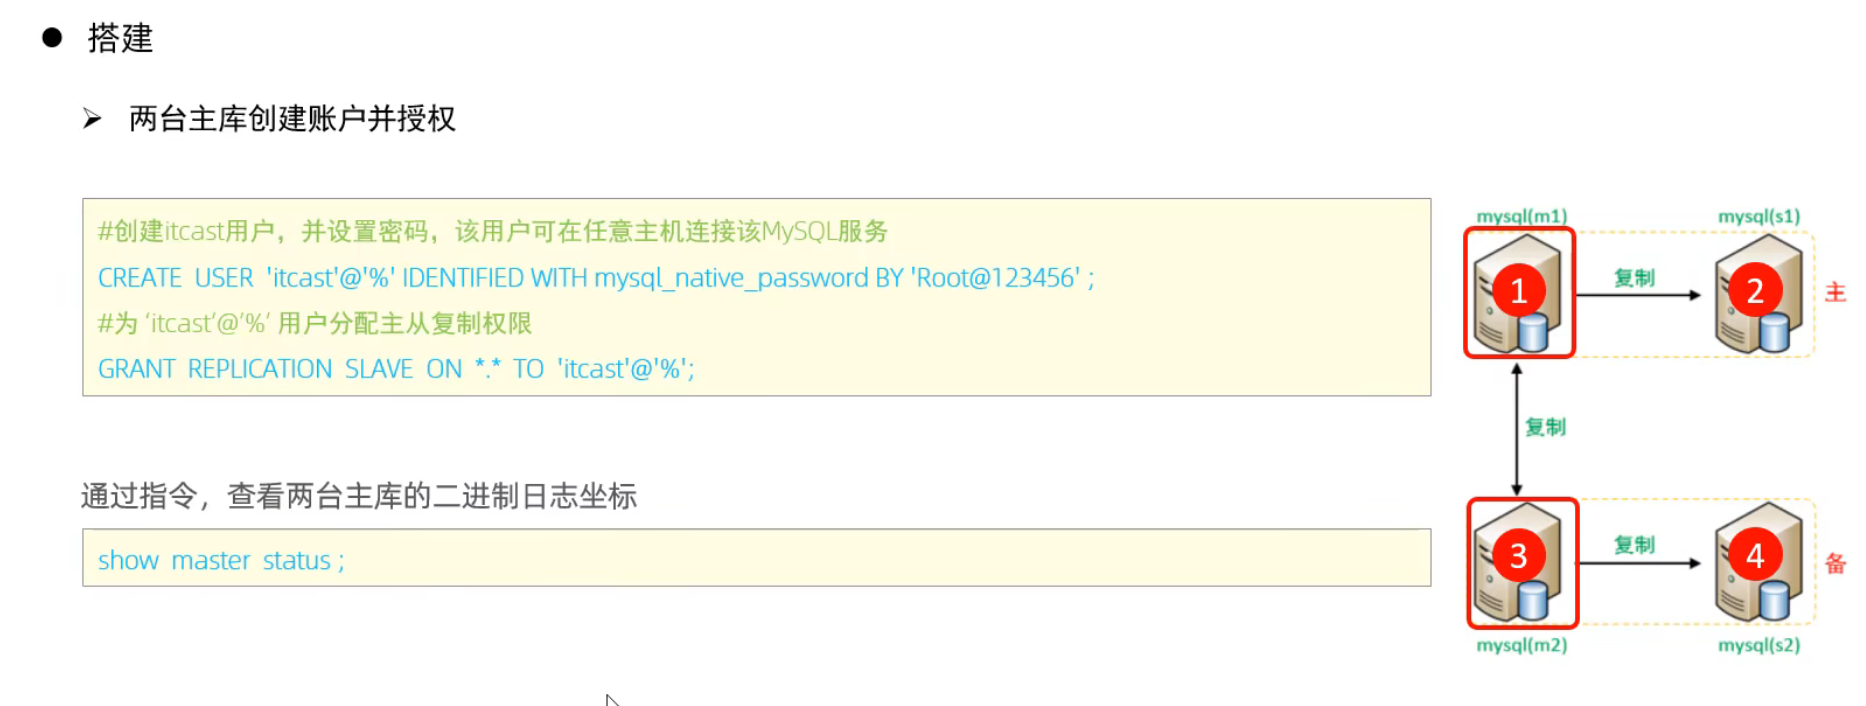 搭建
两台主库创建账户并授权
#创建itcast用户，并设置密码，该用户可在任意主机连接该MySQL服务
CREATE USER 'itcast'@'%' IDENTIFIED WITH mysql_native_password BY 'Root@123456' ;
#为 ‘itcast’@’%’ 用户分配主从复制权限
GRANT REPLICATION SLAVE ON *.* TO 'itcast'@'%';
通过指令，查看两台主库的二进制日志坐标
show master status ;
mysql(m1)
mysql(s1)
1
复制
2
主
复制
3
复制
4
备
mysql(m2)
mysql(s2)